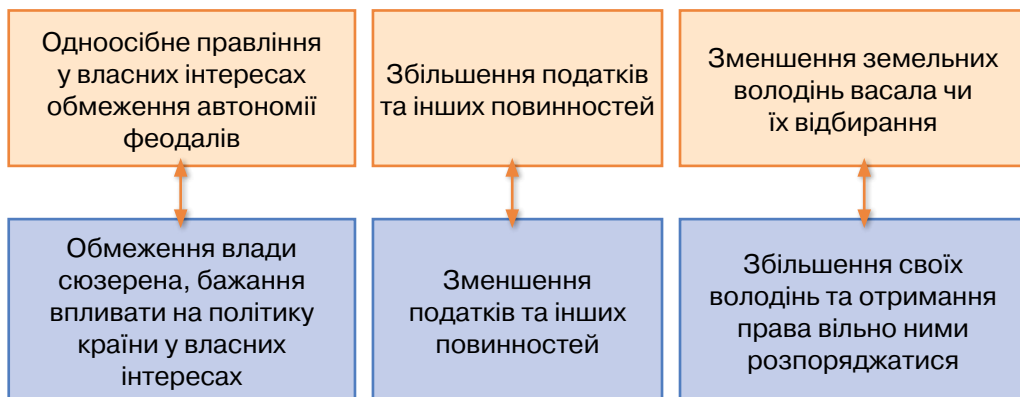 Одноосібне правління
у власних інтересах
обмеження автономії
феодалів
Збільшення податків
та інших повинностей
Зменшення земельних
володінь васала чи
їх відбирання
Обмеження влади
сюзерена, бажання
впливати на політику
країни у власних
інтересах
Зменшення
податків та інших
повинностей
Збільшення своїх
володінь та отримання
права вільно ними
розпоряджатися